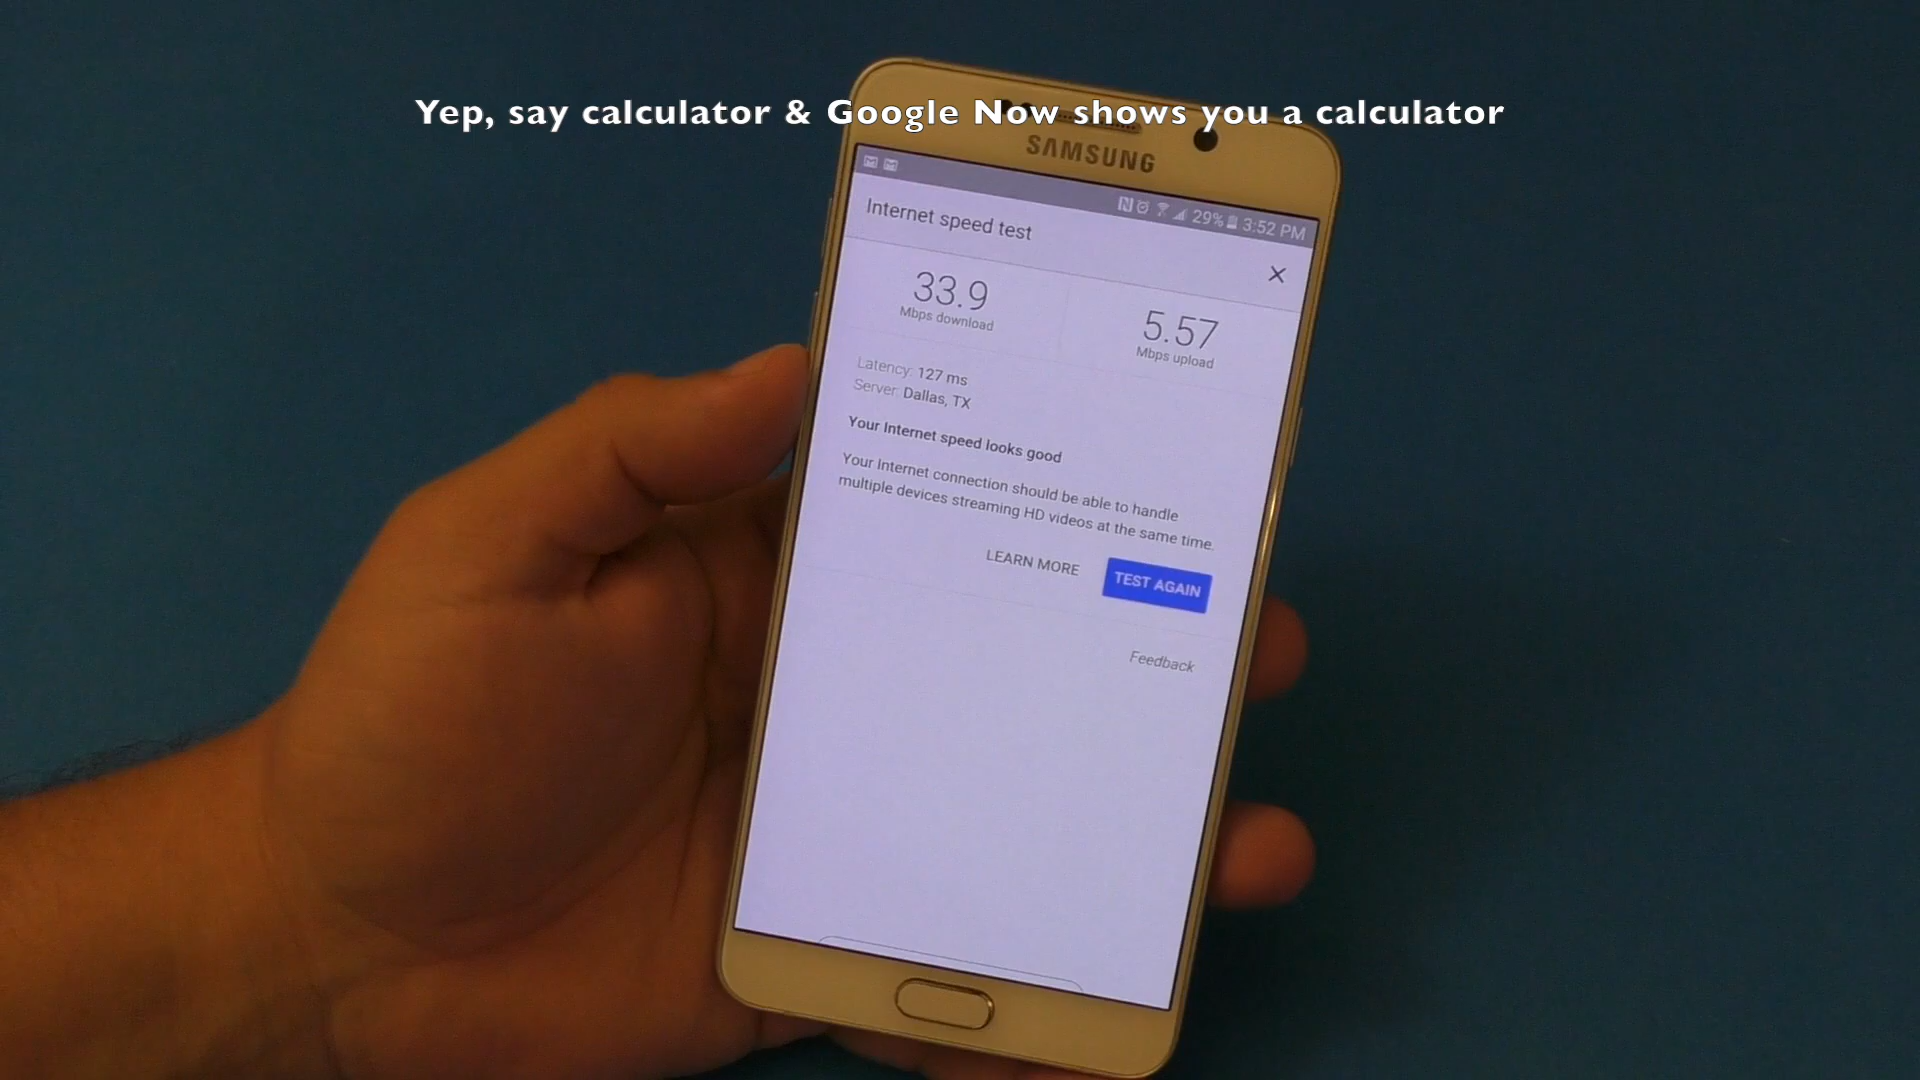 Yep, say calculator & Google Now shows you a calculator
SAMSUNG
29% 3:52 PM
Internet speed test
33.9
Mbps download
5.57
Mbps upload
Latency: 127 ms
Server: Dallas, TX
Your Internet speed looks good
Your Internet connection should be able to handle
multiple devices streaming HD videos at the same time.
LEARN MORE
TEST AGAIN
Feedback